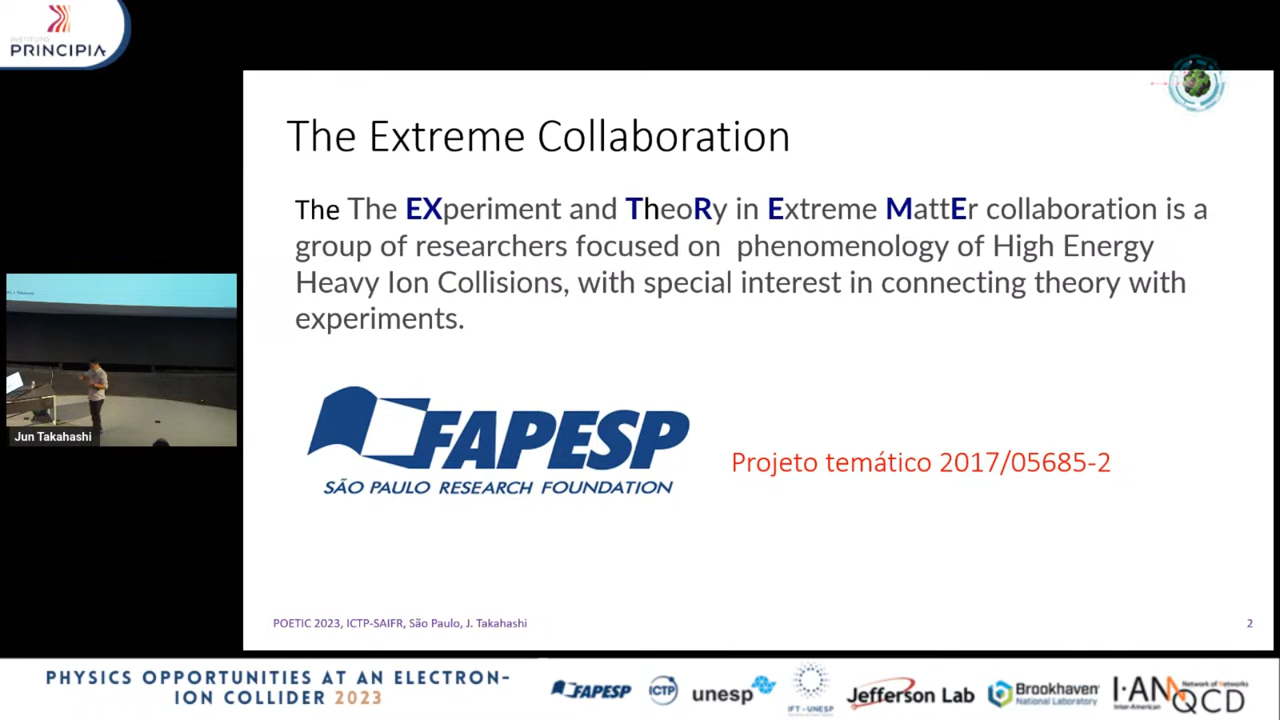 INSTITUTO
PRINCIPIA
The Extreme Collaboration
The The EXperiment and TheoRy in Extreme MattEr collaboration is a
group of researchers focused on phenomenology of High Energy
Heavy Ion Collisions, with special interest in connecting theory with
experiments.
FAPESP
SÃO PAULO RESEARCH FOUNDATION
Projeto temático 2017/05685-2
Jun Takahashi
POETIC 2023, ICTP-SAIFR, São Paulo, J. Takahashi
2
PHYSICS OPPORTUNITIES AT AN ELECTRON-
ION COLLIDER 2023
FAPESP
ICTP
unesp
IFT - UNESP
Jefferson Lab
Brookhaven
National Laboratory
I·AN QCD
Inter-American
Network of Networks